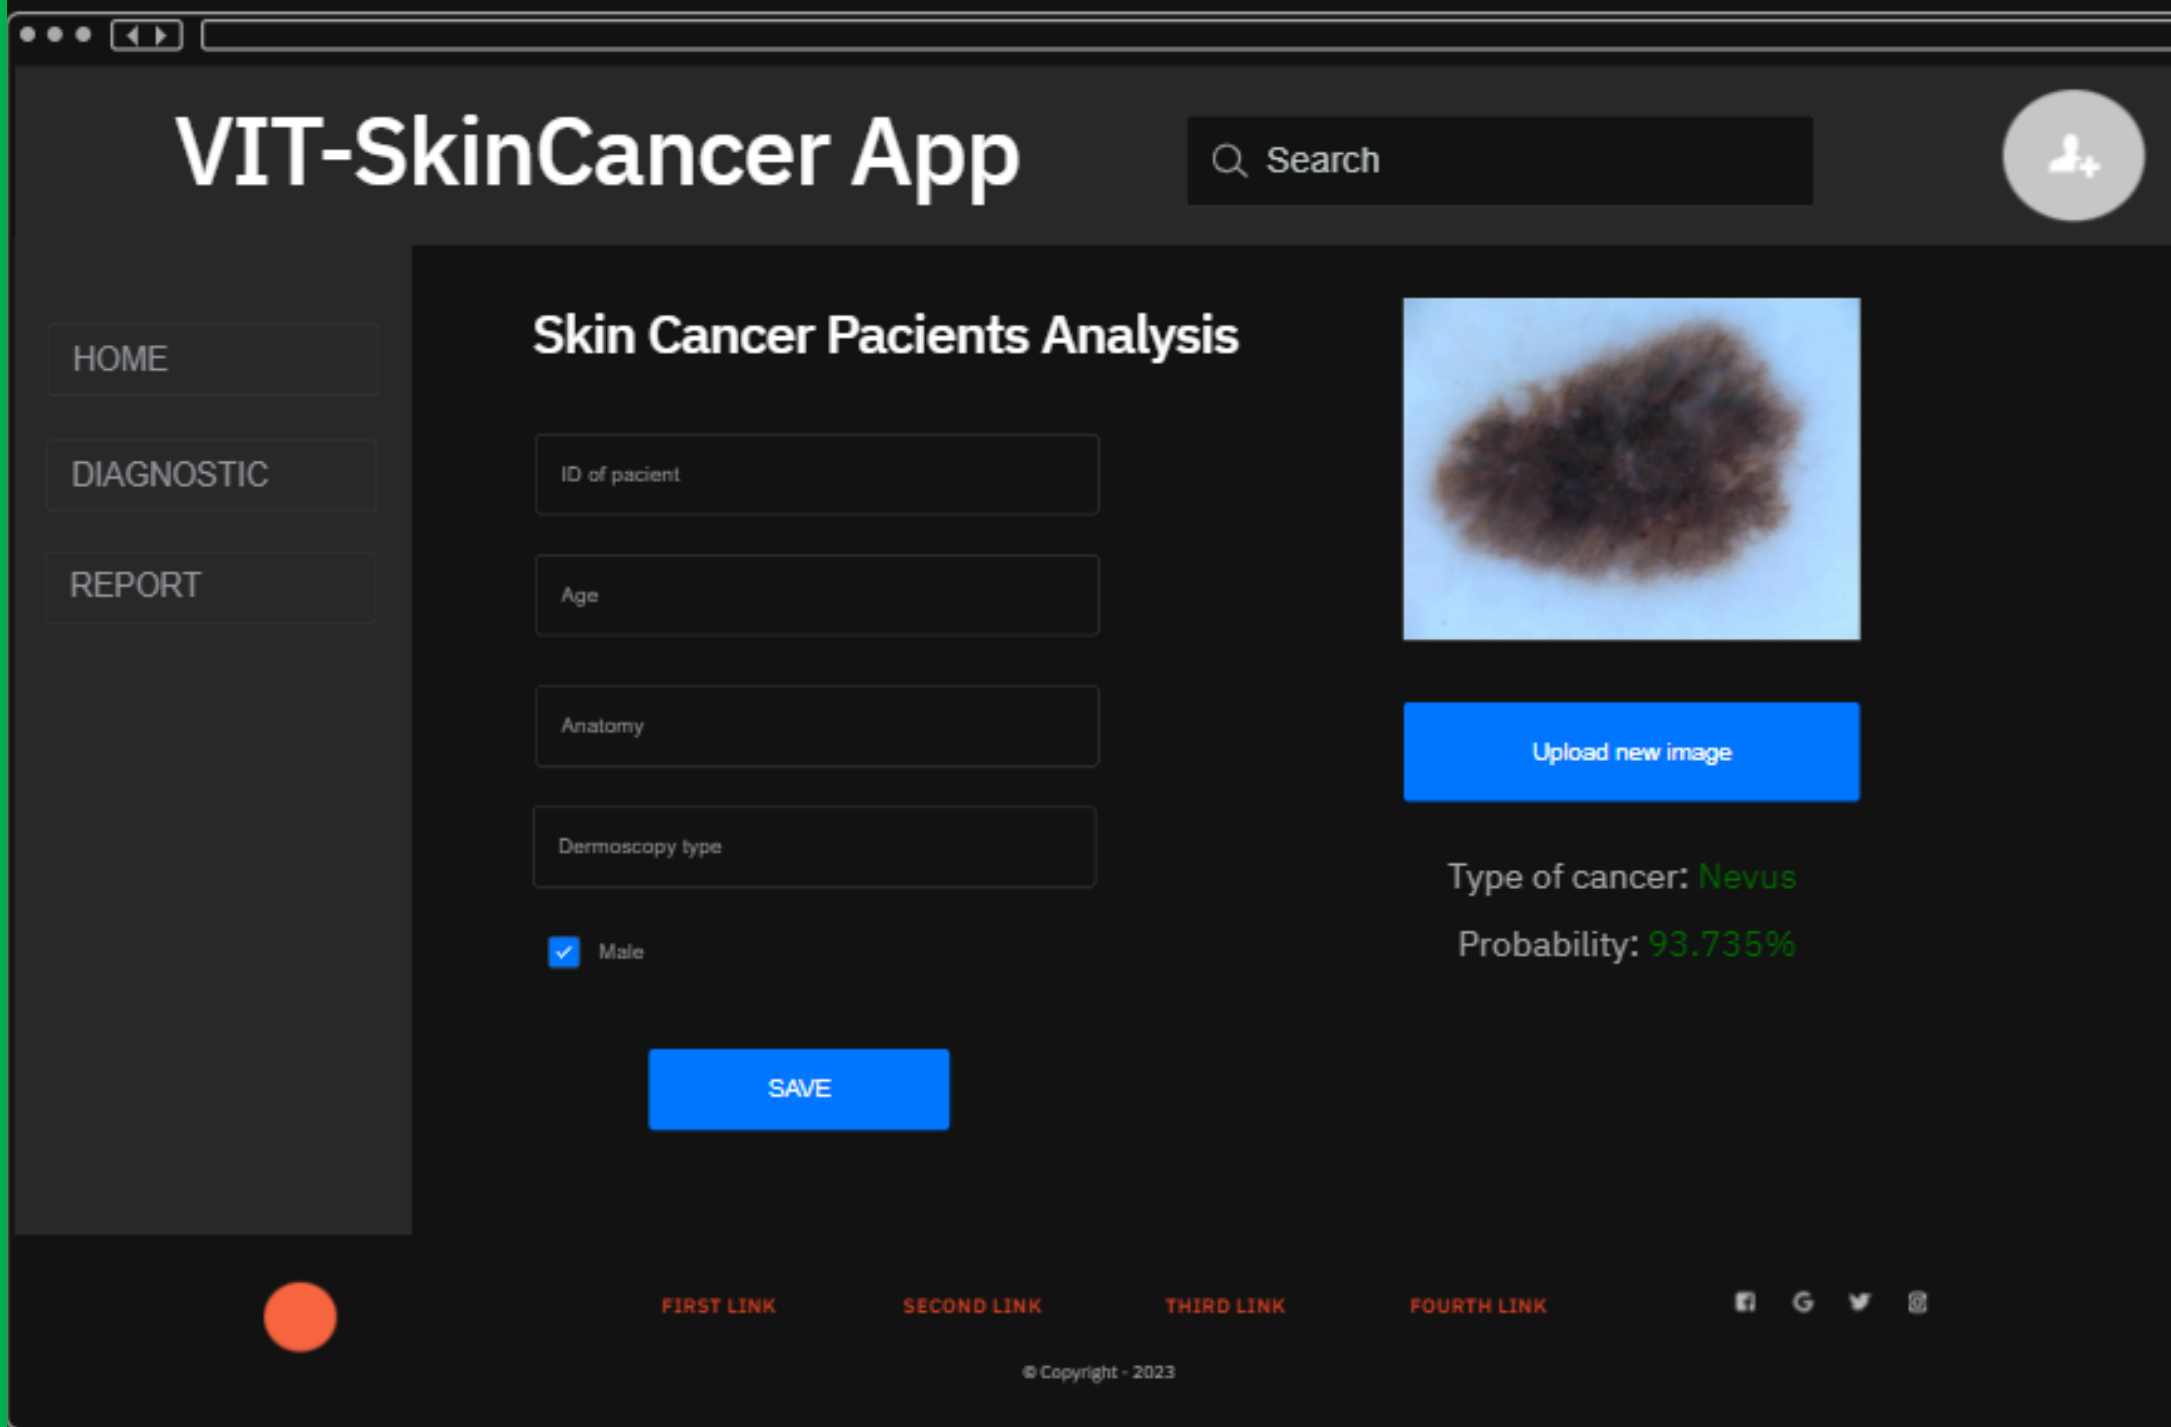 VIT-SkinCancer App
Search
HOME
DIAGNOSTIC
REPORT
Skin Cancer Pacients Analysis
ID of pacient
Age
Anatomy
Dermoscopy type
Male
SAVE
Upload new image
Type of cancer: Nevus
Probability: 93.735%
FIRST LINK
SECOND LINK
THIRD LINK
FOURTH LINK
© Copyright - 2023